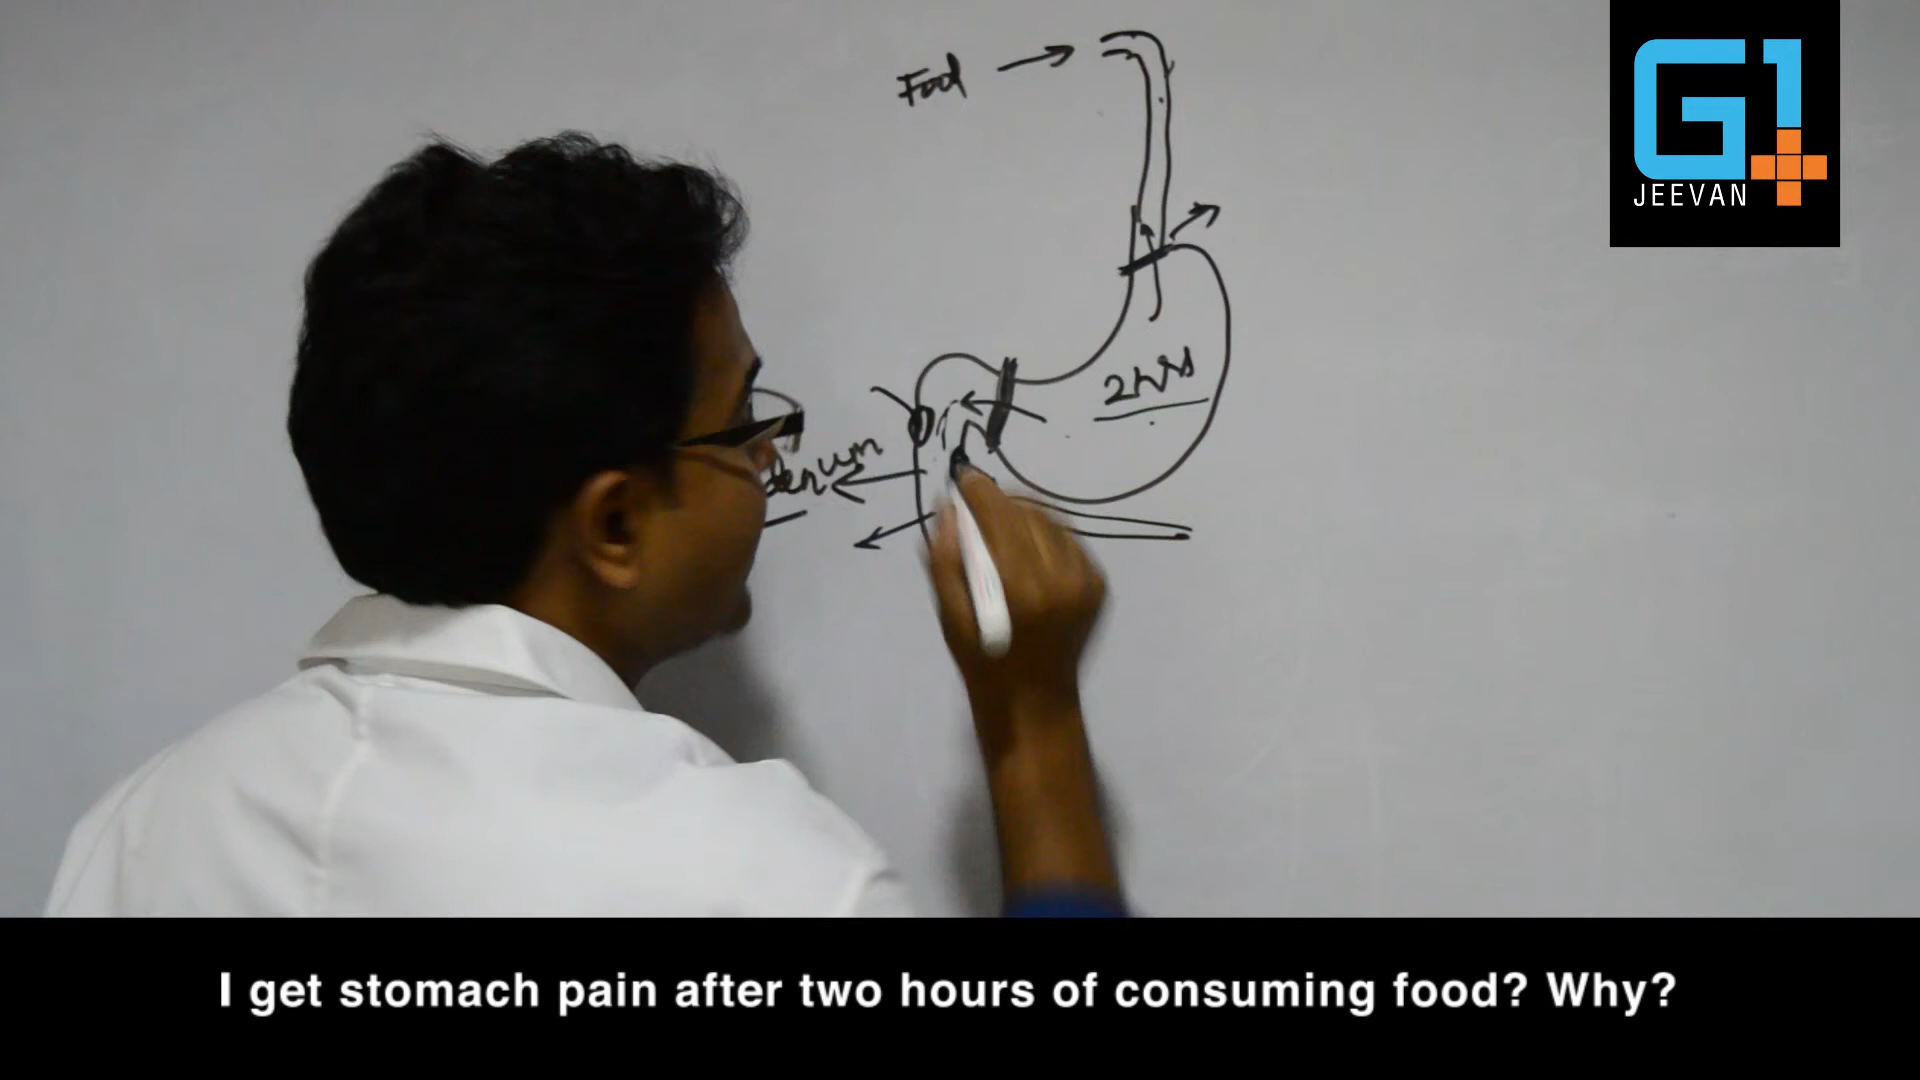 Food
G1
JEEVAN
2hrs
I get stomach pain after two hours of consuming food? Why?